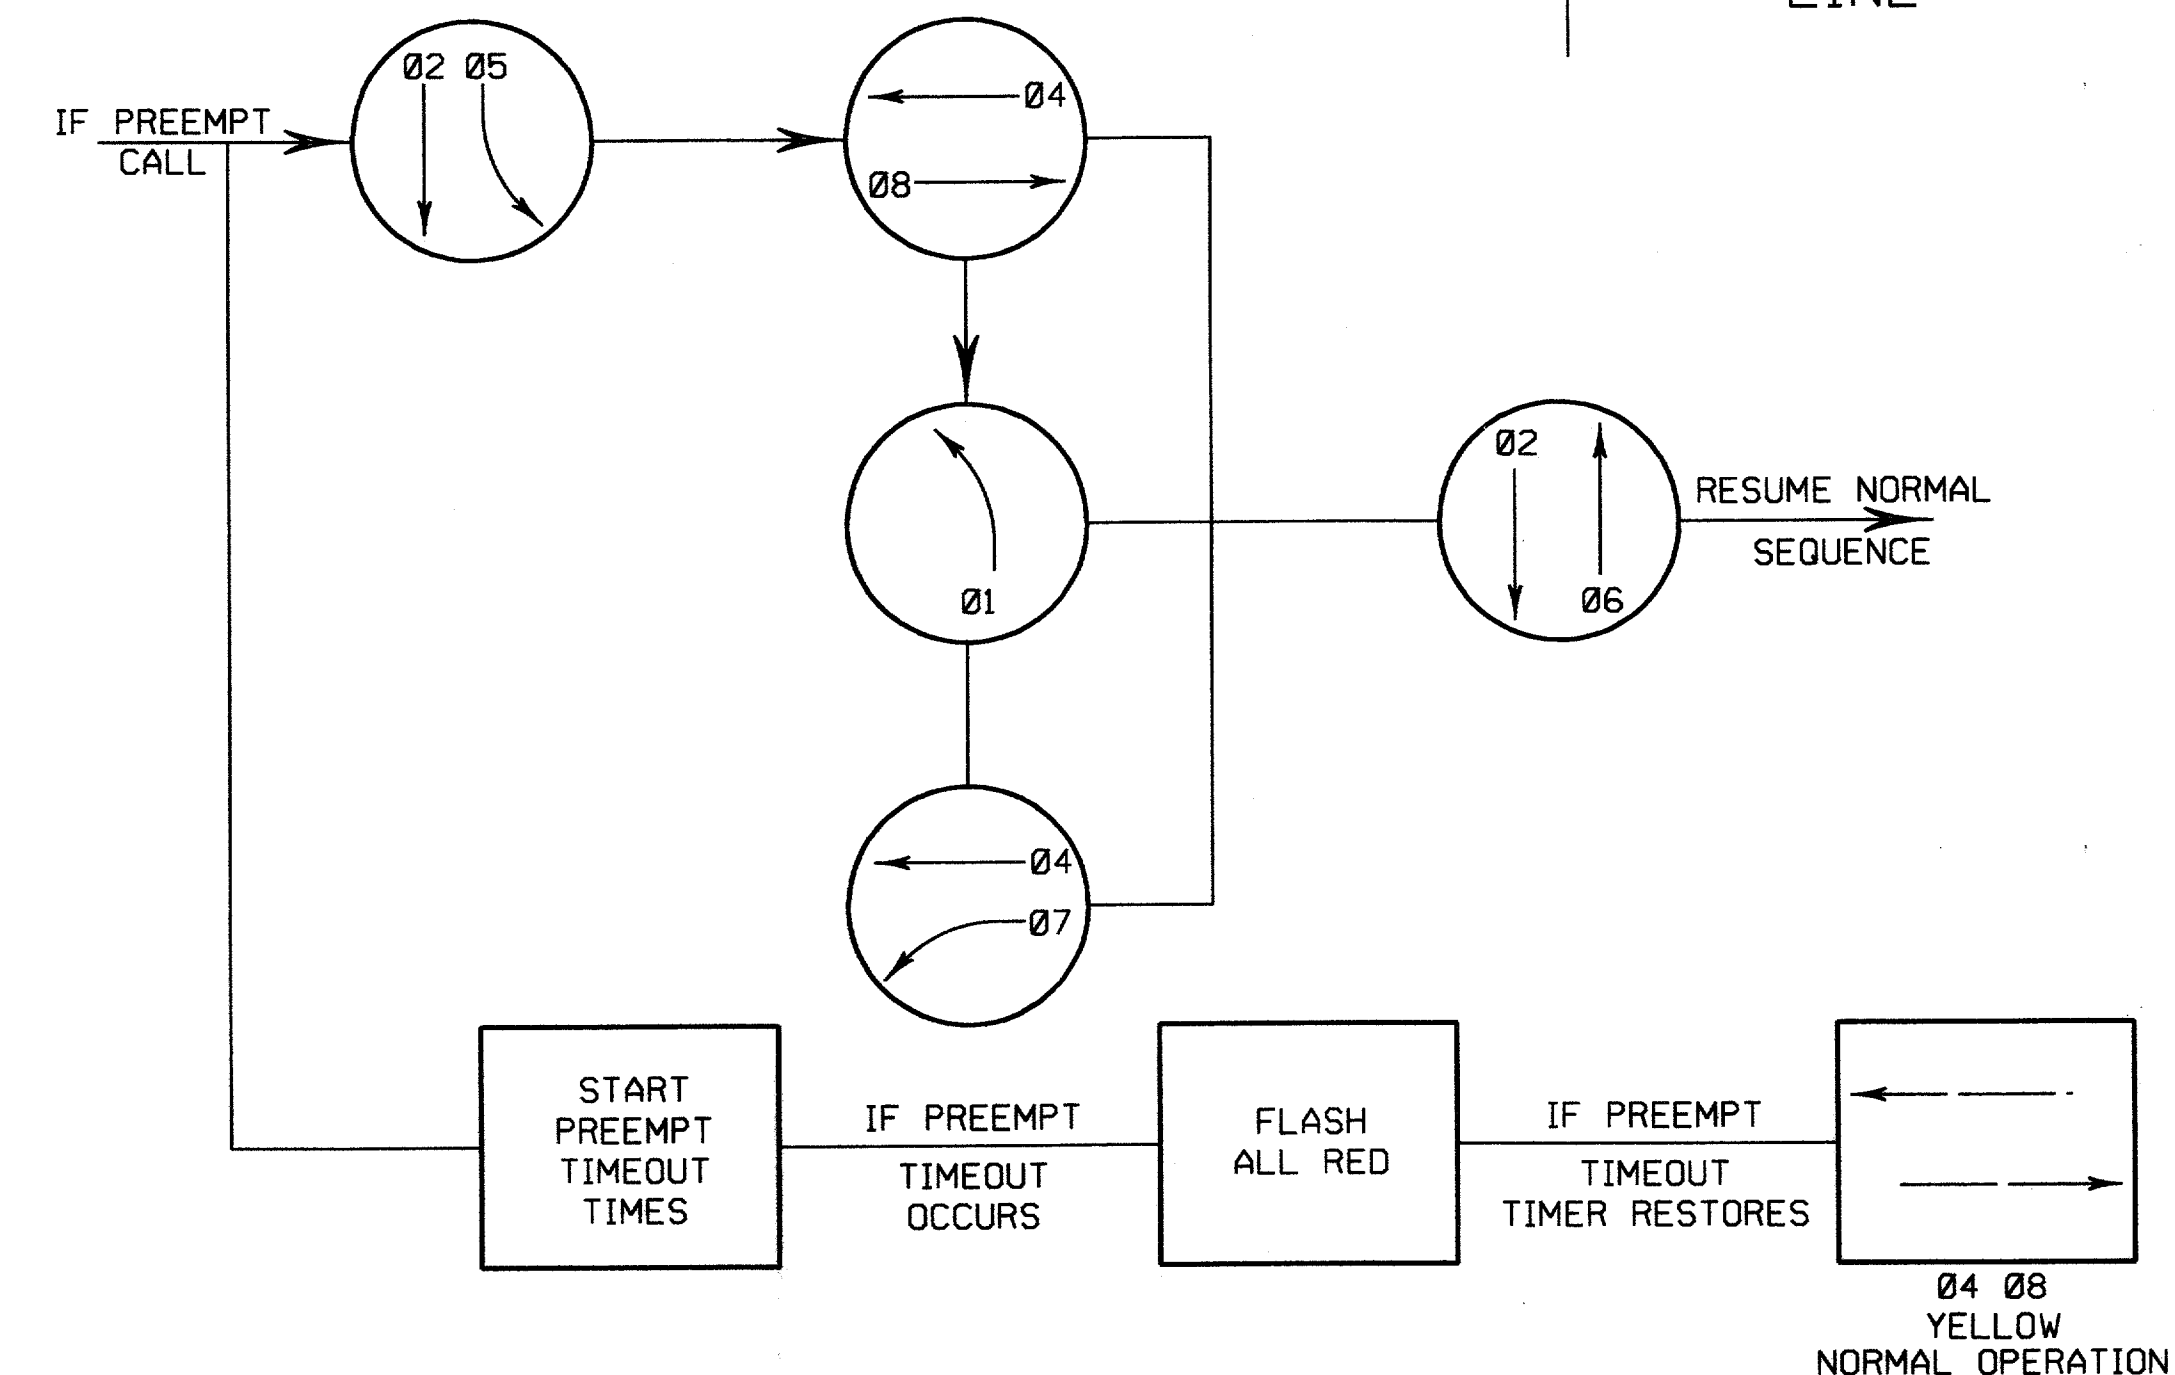 LINE
Ø2 Ø5
Ø4
Ø8
IF PREEMPT
CALL
Ø1
Ø2
Ø6
RESUME NORMAL
SEQUENCE
Ø4
Ø7
START
PREEMPT
TIMEOUT
TIMES
IF PREEMPT
TIMEOUT
OCCURS
FLASH
ALL RED
IF PREEMPT
TIMEOUT
TIMER RESTORES
Ø4 Ø8
YELLOW
NORMAL OPERATION